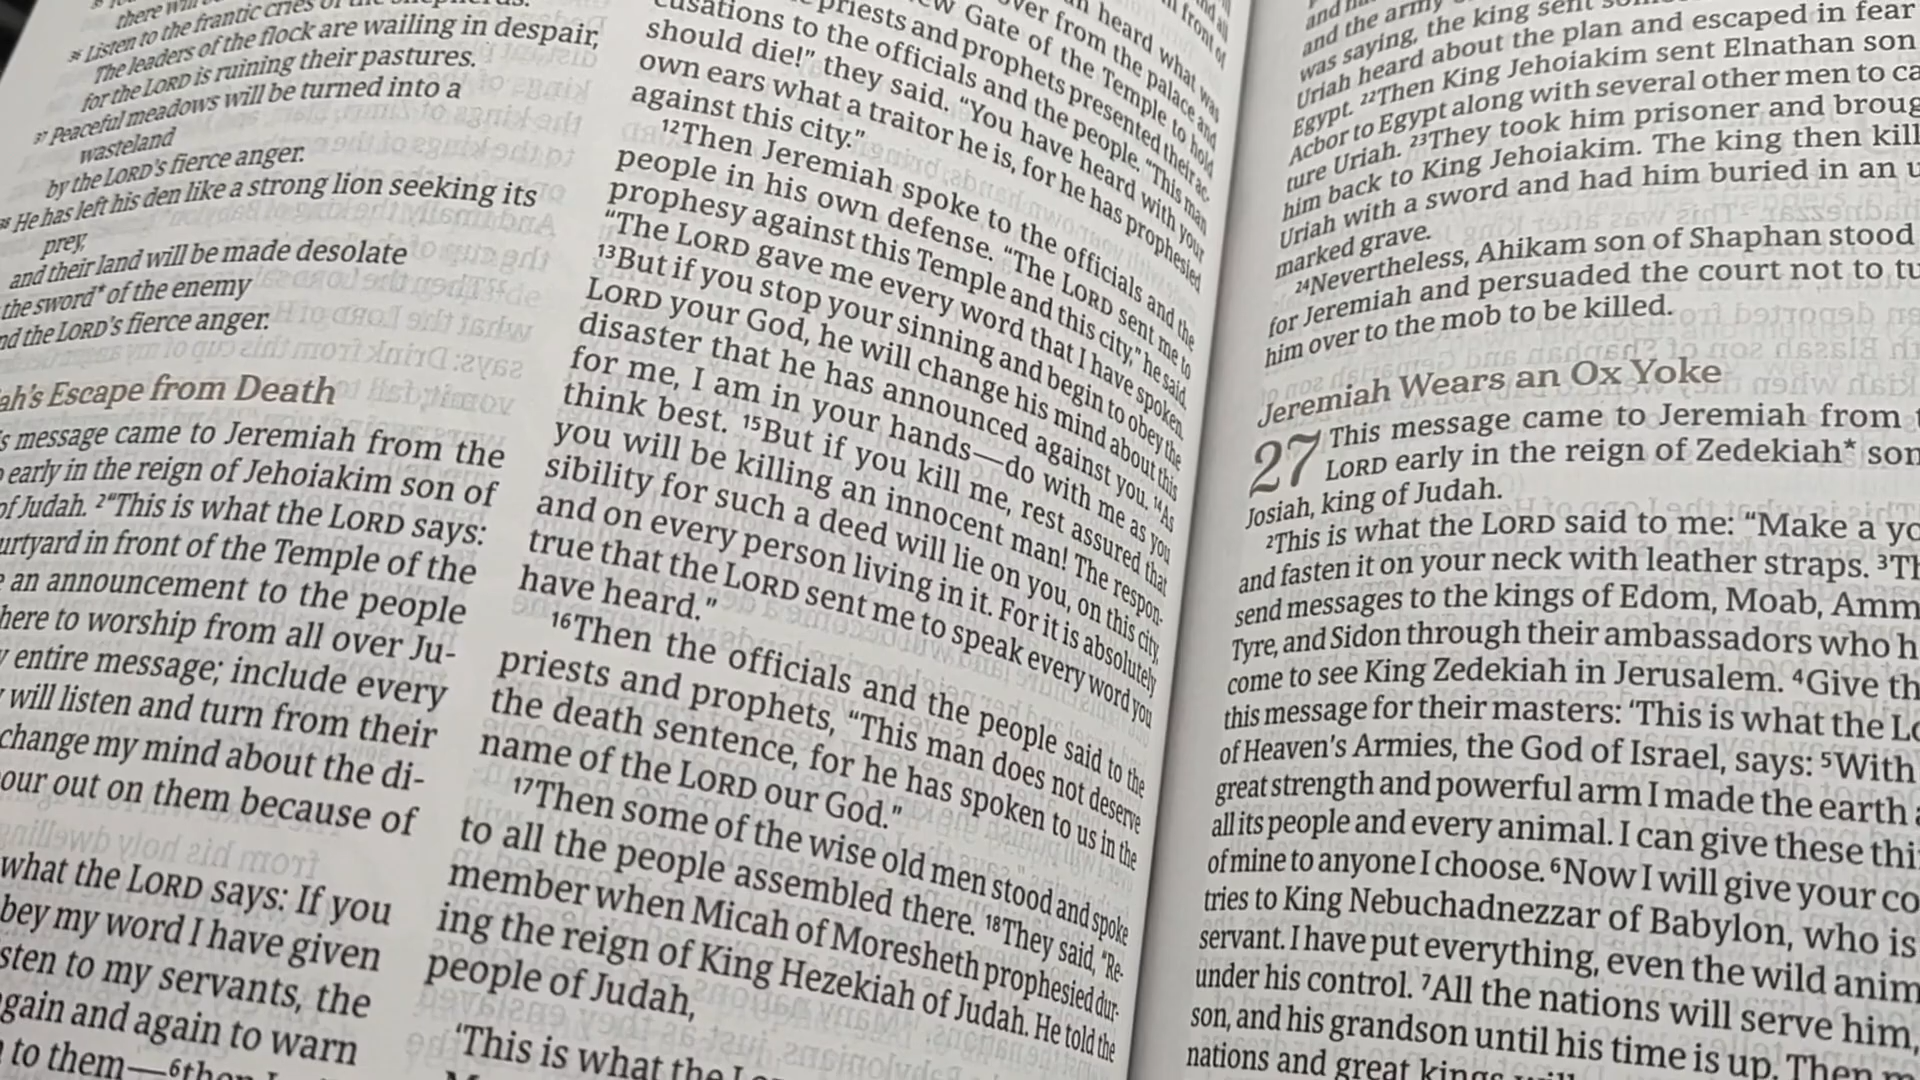 there will
36 Listen to the frantic cries of the shepherds.
The leaders of the flock are wailing in despair,
for the LORD is ruining their pastures.
37 Peaceful meadows will be turned into a
wasteland
by the LORD's fierce anger.
38 He has left his den like a strong lion seeking its
prey,
and their land will be made desolate
the sword* of the enemy
nd the LORD's fierce anger.
ah's Escape from Death
s message came to Jeremiah from the
early in the reign of Jehoiakim son of
of Judah. 2“This is what the LORD says:
urtyard in front of the Temple of the
e an announcement to the people
here to worship from all over Ju-
y entire message; include every
will listen and turn from their
change my mind about the di-
our out on them because of
what the LORD says: If you
bey my word I have given
sten to my servants, the
gain and again to warn
to them—6then I
heard what was
over from the palace and
Gate of the Temple to hold
priests and prophets presented their ac-
cusations to the officials and the people. “This man
should die!” they said. “You have heard with your
own ears what a traitor he is, for he has prophesied
against this city.”
12Then Jeremiah spoke to the officials and the
people in his own defense. “The LORD sent me to
prophesy against this Temple and this city,” he said.
“The LORD gave me every word that I have spoken.
13But if you stop your sinning and begin to obey the
LORD your God, he will change his mind about this
disaster that he has announced against you. 14As
for me, I am in your hands—do with me as you
think best. 15But if you kill me, rest assured that
you will be killing an innocent man! The respon-
sibility for such a deed will lie on you, on this city,
and on every person living in it. For it is absolutely
true that the LORD sent me to speak every word you
have heard.”
16Then the officials and the people said to the
priests and prophets, “This man does not deserve
the death sentence, for he has spoken to us in the
name of the LORD our God.”
17Then some of the wise old men stood and spoke
to all the people assembled there. 18They said, “Re-
member when Micah of Moresheth prophesied dur-
ing the reign of King Hezekiah of Judah. He told the
people of Judah,
‘This is what the
and the army
was saying, the king sent
Uriah heard about the plan and escaped in fear
Egypt. 22Then King Jehoiakim sent Elnathan son
Acbor to Egypt along with several other men to ca
ture Uriah. 23They took him prisoner and broug
him back to King Jehoiakim. The king then kill
Uriah with a sword and had him buried in an u
marked grave.
24Nevertheless, Ahikam son of Shaphan stood
for Jeremiah and persuaded the court not to tu
him over to the mob to be killed.
Jeremiah Wears an Ox Yoke
27 This message came to Jeremiah from t
LORD early in the reign of Zedekiah* son
Josiah, king of Judah.
2This is what the LORD said to me: “Make a yo
and fasten it on your neck with leather straps. 3Th
send messages to the kings of Edom, Moab, Amm
Tyre, and Sidon through their ambassadors who h
come to see King Zedekiah in Jerusalem. 4Give th
this message for their masters: ‘This is what the Lo
of Heaven's Armies, the God of Israel, says: 5With
great strength and powerful arm I made the earth a
all its people and every animal. I can give these thi
of mine to anyone I choose. 6Now I will give your co
tries to King Nebuchadnezzar of Babylon, who is
servant. I have put everything, even the wild anim
under his control. 7All the nations will serve him,
son, and his grandson until his time is up. Then m
nations and great kings will